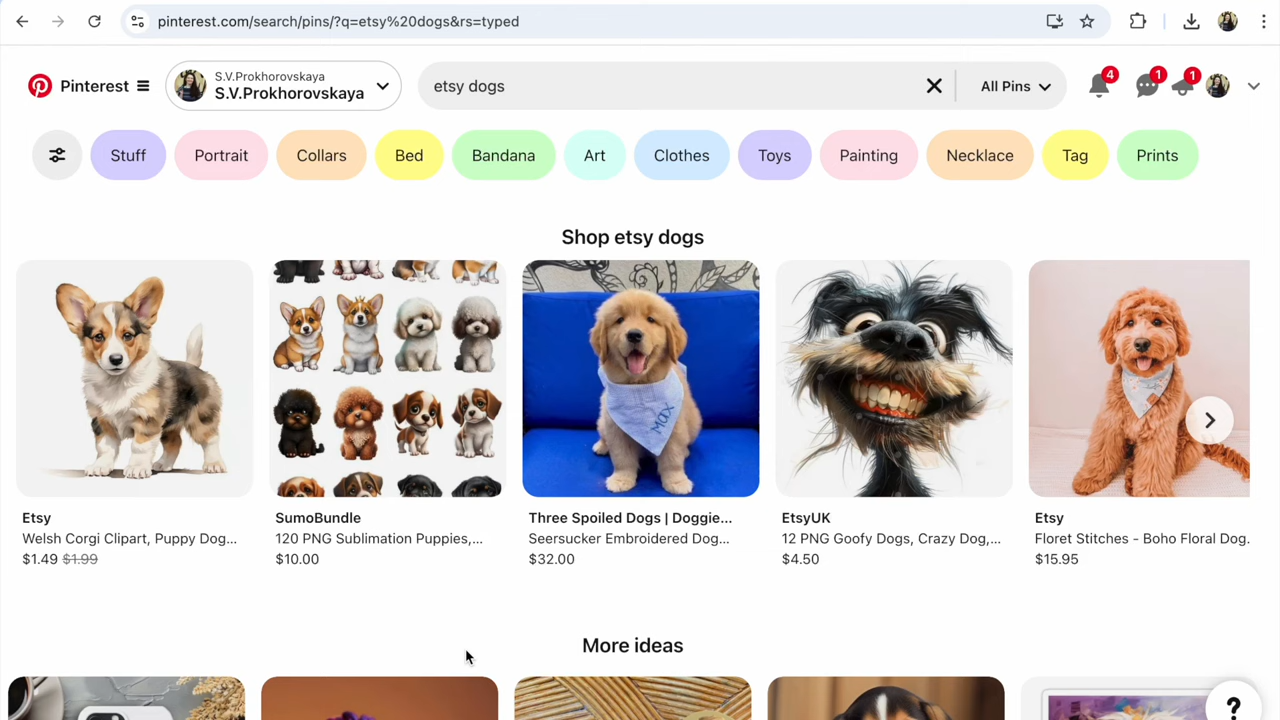 pinterest.com/search/pins/?q=etsy%20dogs&rs=typed
Pinterest
S.V.Prokhorovskaya
S.V.Prokhorovskaya
etsy dogs
All Pins
4
1
1
Stuff
Portrait
Collars
Bed
Bandana
Art
Clothes
Toys
Painting
Necklace
Tag
Prints
Shop etsy dogs
MAX
Etsy
Welsh Corgi Clipart, Puppy Dog...
$1.49 $1.99
SumoBundle
120 PNG Sublimation Puppies,...
$10.00
Three Spoiled Dogs | Doggie...
Seersucker Embroidered Dog...
$32.00
EtsyUK
12 PNG Goofy Dogs, Crazy Dog,...
$4.50
Etsy
Floret Stitches - Boho Floral Dog.
$15.95
More ideas
?